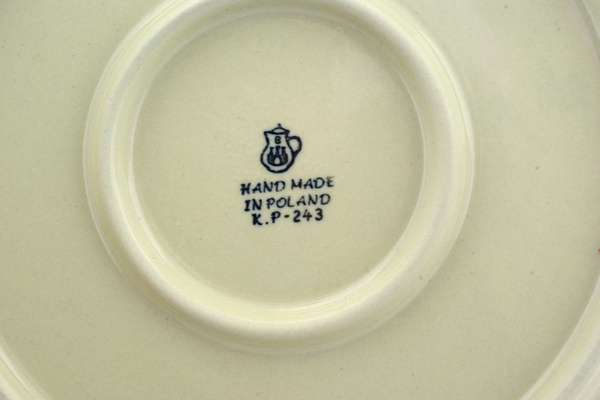 B
HAND MADE
IN POLAND
K.P-243